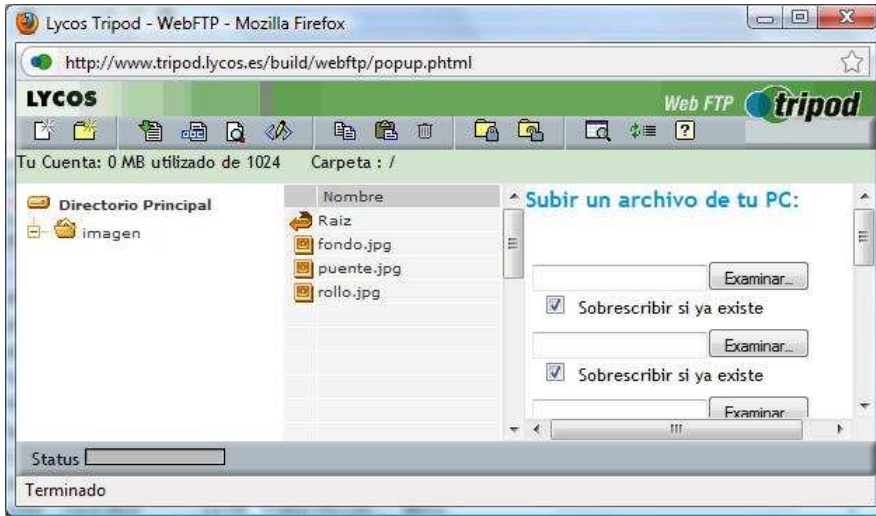 Lycos Tripod - WebFTP - Mozilla Firefox
http://www.tripod.lycos.es/build/webftp/popup.phtml
LYCOS
Web FTP tripod
Tu Cuenta: 0 MB utilizado de 1024 Carpeta : /
Directorio Principal
imagen
Nombre
Raiz
fondo.jpg
puente.jpg
rollo.jpg
Subir un archivo de tu PC:
Examinar...
Sobrescribir si ya existe
Examinar...
Sobrescribir si ya existe
Examinar
Status
Terminado